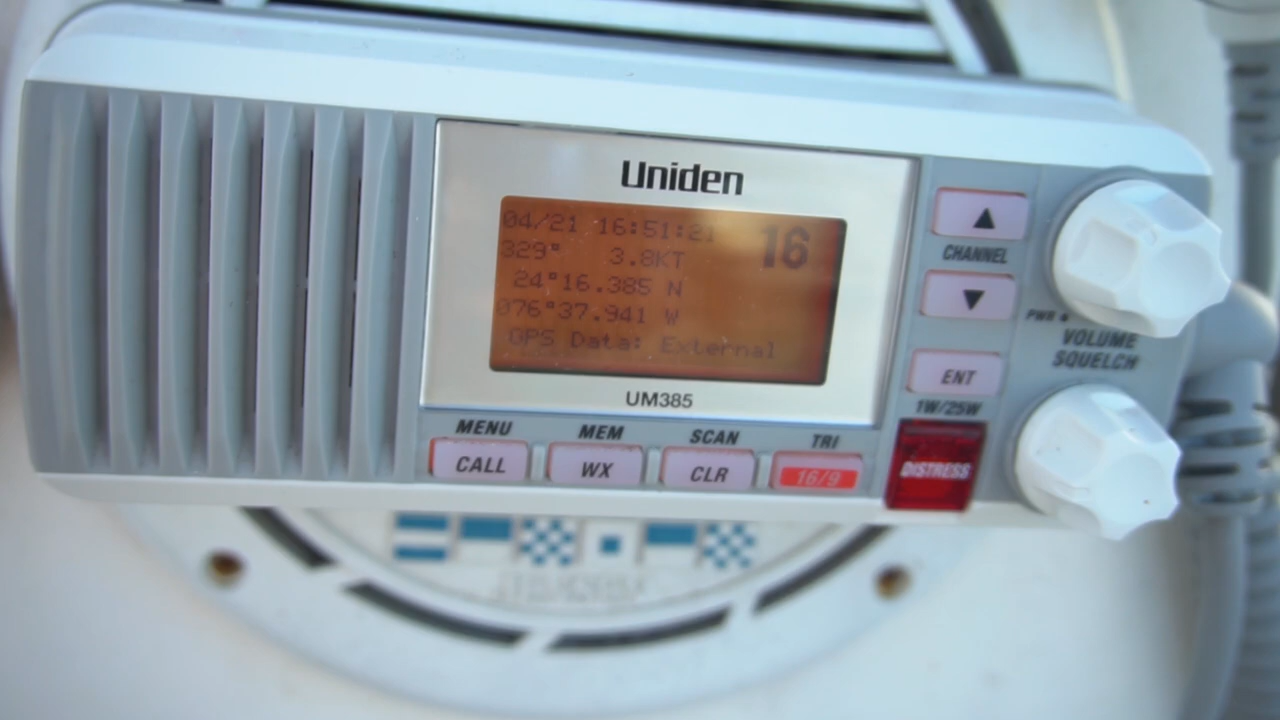 Uniden
04/21 16:51:21
16
329° 3.8KT
24°16.385 N
076°37.941 W
GPS Data: External
UM385
▲
CHANNEL
▼
PWR
VOLUME
SQUELCH
ENT
1W/25W
MENU MEM SCAN TRI
CALL WX CLR 16/9
DISTRESS